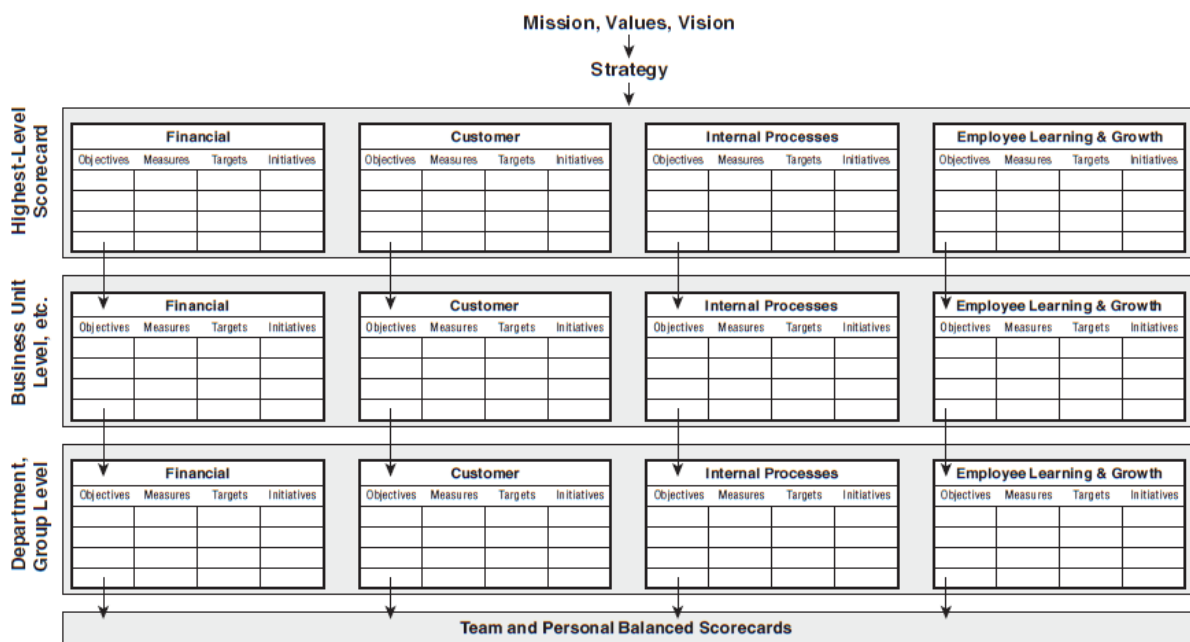 Mission, Values, Vision
Strategy
Highest-Level
Scorecard
Financial
Objectives Measures Targets Initiatives
Customer
Objectives Measures Targets Initiatives
Internal Processes
Objectives Measures Targets Initiatives
Employee Learning & Growth
Objectives Measures Targets Initiatives
Business Unit
Level, etc.
Financial
Objectives Measures Targets Initiatives
Customer
Objectives Measures Targets Initiatives
Internal Processes
Objectives Measures Targets Initiatives
Employee Learning & Growth
Objectives Measures Targets Initiatives
Department,
Group Level
Financial
Objectives Measures Targets Initiatives
Customer
Objectives Measures Targets Initiatives
Internal Processes
Objectives Measures Targets Initiatives
Employee Learning & Growth
Objectives Measures Targets Initiatives
Team and Personal Balanced Scorecards